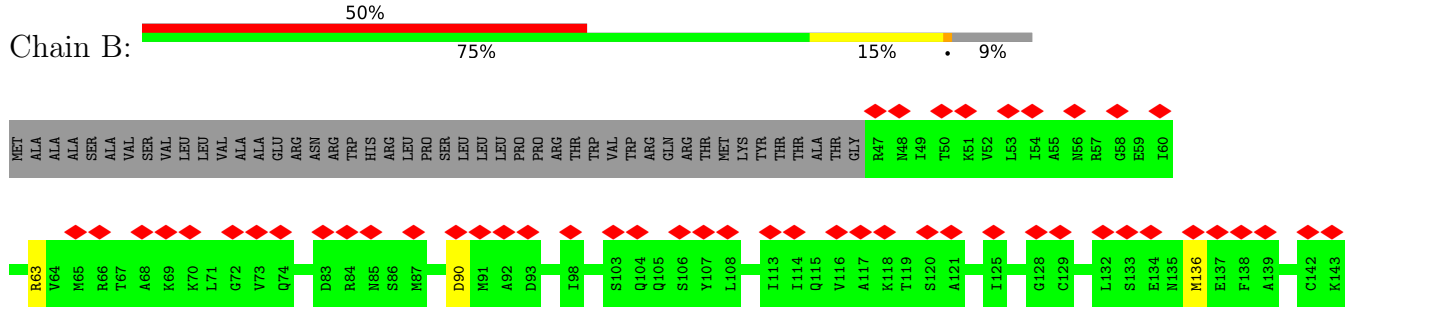 50%
Chain B:
75% 15% • 9%
MET ALA ALA ALA SER ALA VAL SER VAL LEU LEU VAL ALA ALA GLU ARG ASN ARG TRP HIS ARG LEU PRO SER LEU LEU LEU PRO PRO ARG THR TRP VAL TRP ARG GLN ARG THR MET LYS TYR THR THR ALA THR GLY R47 N48 I49 T50 K51 V52 L53 I54 A55 N56 R57 G58 E59 I60
R63 V64 M65 R66 T67 A68 K69 K70 L71 G72 V73 Q74 D83 R84 N85 S86 M87 D90 M91 A92 D93 I98 S103 Q104 Q105 S106 Y107 L108 I113 I114 Q115 V116 A117 K118 T119 S120 A121 I125 G128 C129 L132 S133 E134 N135 M136 E137 F138 A139 C142 K143